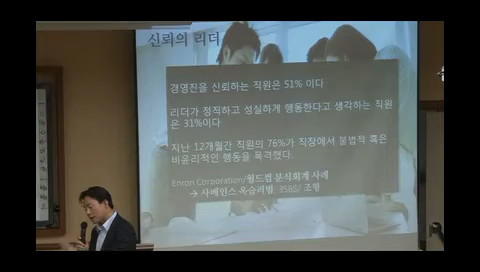 신뢰의 리더
경영진을 신뢰하는 직원은 51% 이다
리더가 정직하고 성실하게 행동한다고 생각하는 직원
은 31%이다
지난 12개월간 직원의 76%가 직장에서 불법적 혹은
비윤리적인 행동을 목격했다.
Enron Corporation/월드컴 분식회계 사례
→ 사베인스 옥슬리법 358$/ 조정